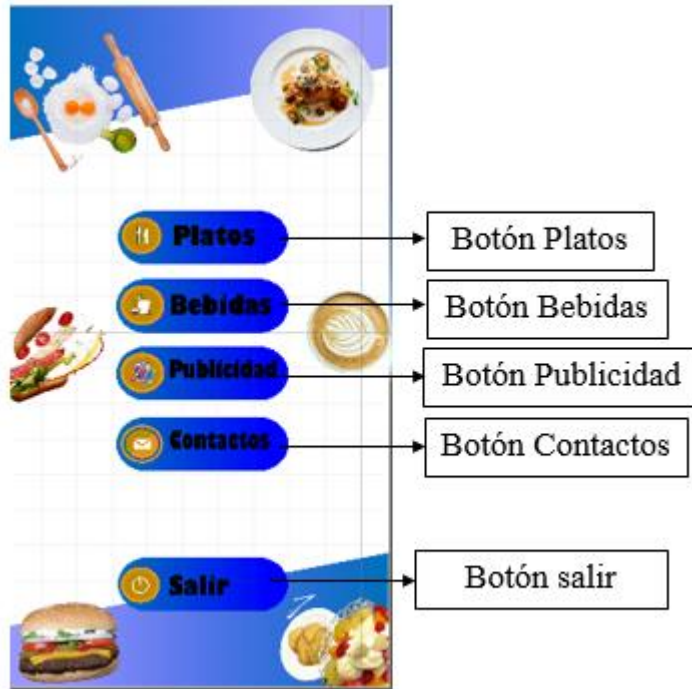 Platos
Botón Platos
Bebidas
Botón Bebidas
Publicidad
Botón Publicidad
Contactos
Botón Contactos
Salir
Botón salir